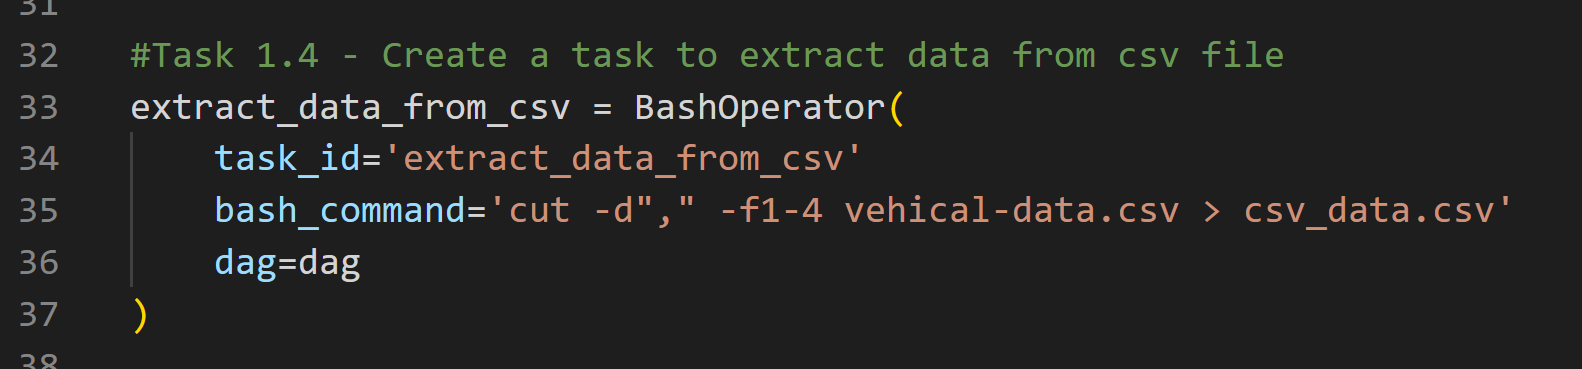 31
32 #Task 1.4 - Create a task to extract data from csv file
33 extract_data_from_csv = BashOperator(
34     task_id='extract_data_from_csv'
35     bash_command='cut -d"," -f1-4 vehical-data.csv > csv_data.csv'
36     dag=dag
37 )
38